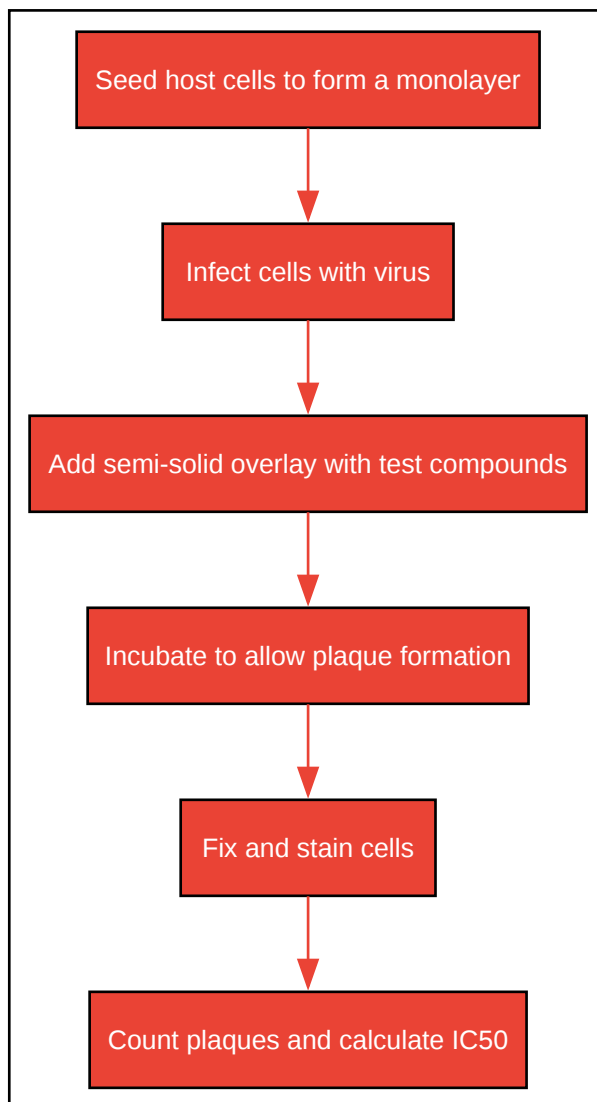 Seed host cells to form a monolayer
Infect cells with virus
Add semi-solid overlay with test compounds
Incubate to allow plaque formation
Fix and stain cells
Count plaques and calculate IC50